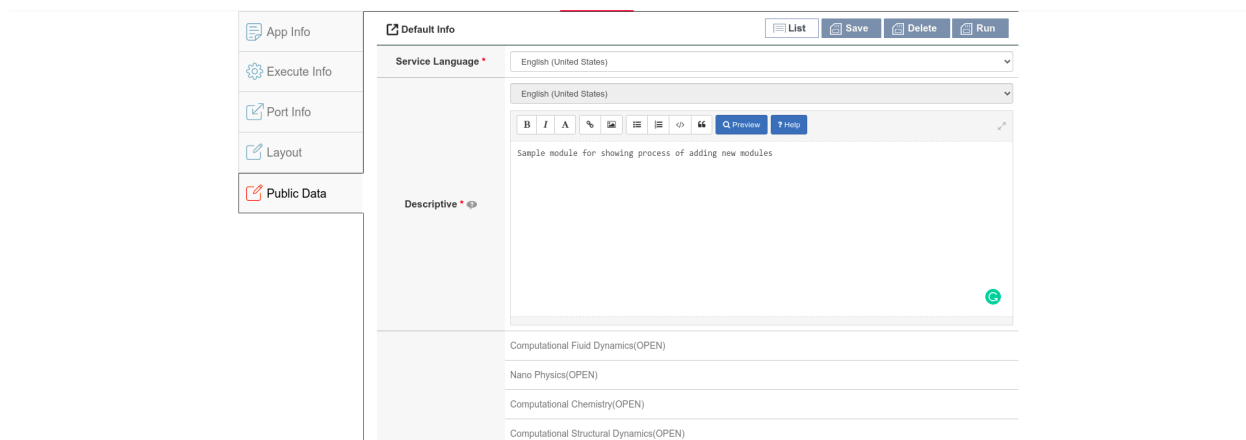 App Info
Execute Info
Port Info
Layout
Public Data
Default Info
List
Save
Delete
Run
Service Language *
English (United States)
English (United States)
B I A
Preview
? Help
Sample module for showing process of adding new modules
Descriptive * ?
Computational Fiuid Dynamics(OPEN)
Nano Physics(OPEN)
Computational Chemistry(OPEN)
Computational Structural Dynamics(OPEN)